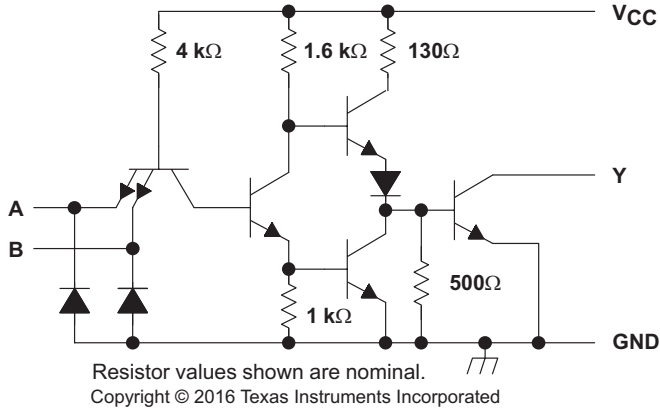 V_CC
4 kΩ
1.6 kΩ
130Ω
A
Y
B
500Ω
1 kΩ
GND
Resistor values shown are nominal.
Copyright © 2016 Texas Instruments Incorporated